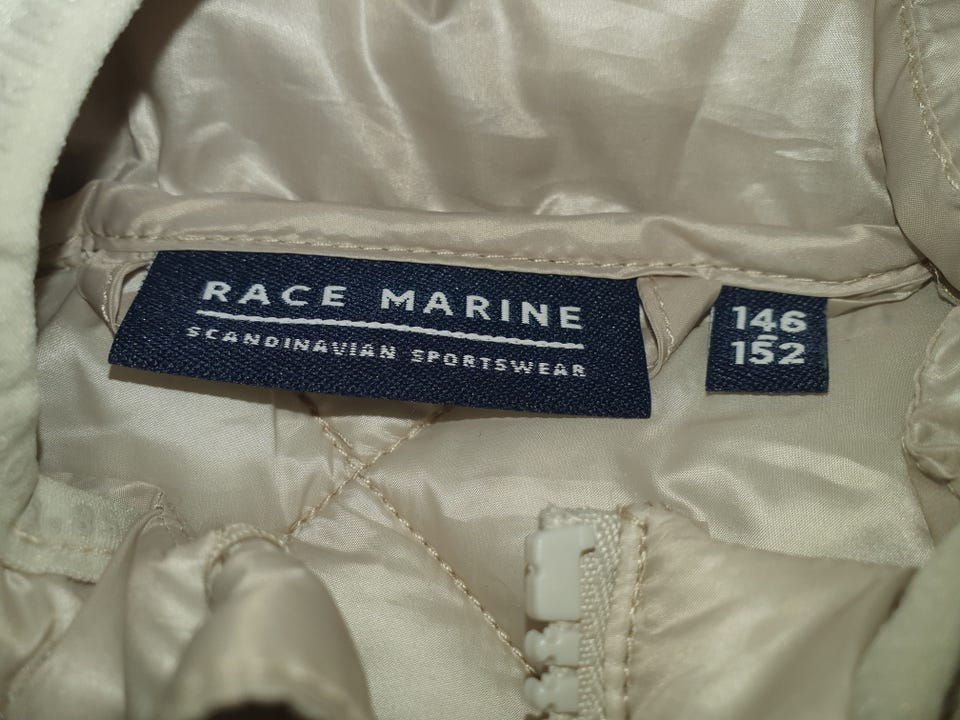 RACE MARINE
SCANDINAVIAN SPORTSWEAR
146
-
152